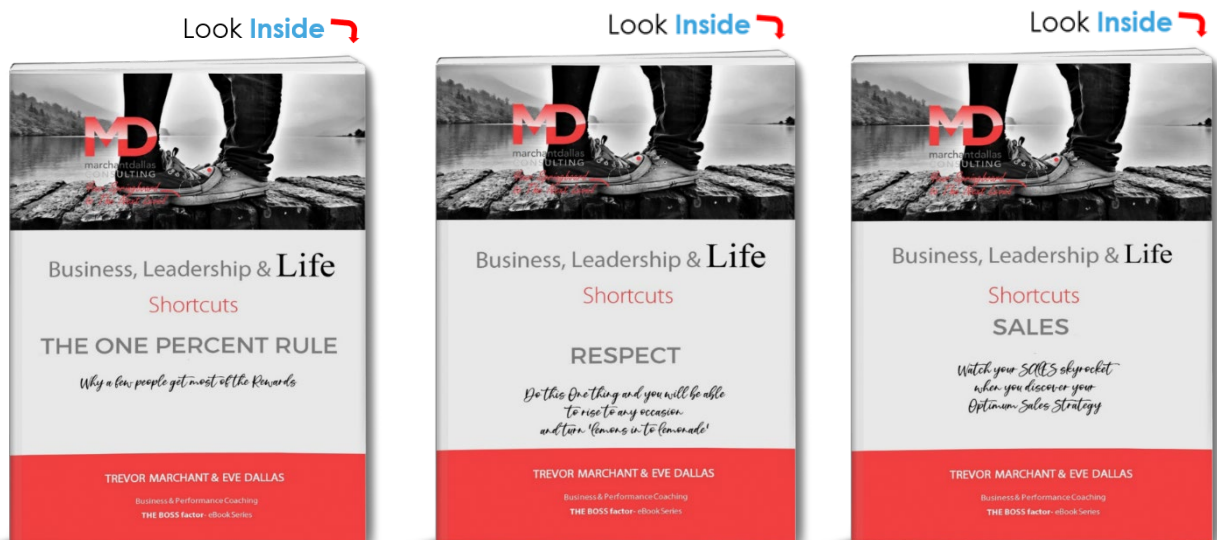 Look Inside
MD
marchantdallas
CONSULTING
Business, Leadership & Life
Shortcuts
THE ONE PERCENT RULE
Why a few people get most of the Rewards
TREVOR MARCHANT & EVE DALLAS
Business & Performance Coaching
THE BOSS factor- eBook Series
Look Inside
MD
marchantdallas
CONSULTING
Business, Leadership & Life
Shortcuts
RESPECT
Do this One thing and you will be able
to rise to any occasion
and turn 'lemons in to lemonade'
TREVOR MARCHANT & EVE DALLAS
Business & Performance Coaching
THE BOSS factor- eBook Series
Look Inside
MD
marchantdallas
CONSULTING
Business, Leadership & Life
Shortcuts
SALES
Watch your SALES skyrocket
when you discover your
Optimum Sales Strategy
TREVOR MARCHANT & EVE DALLAS
Business & Performance Coaching
THE BOSS factor- eBook Series